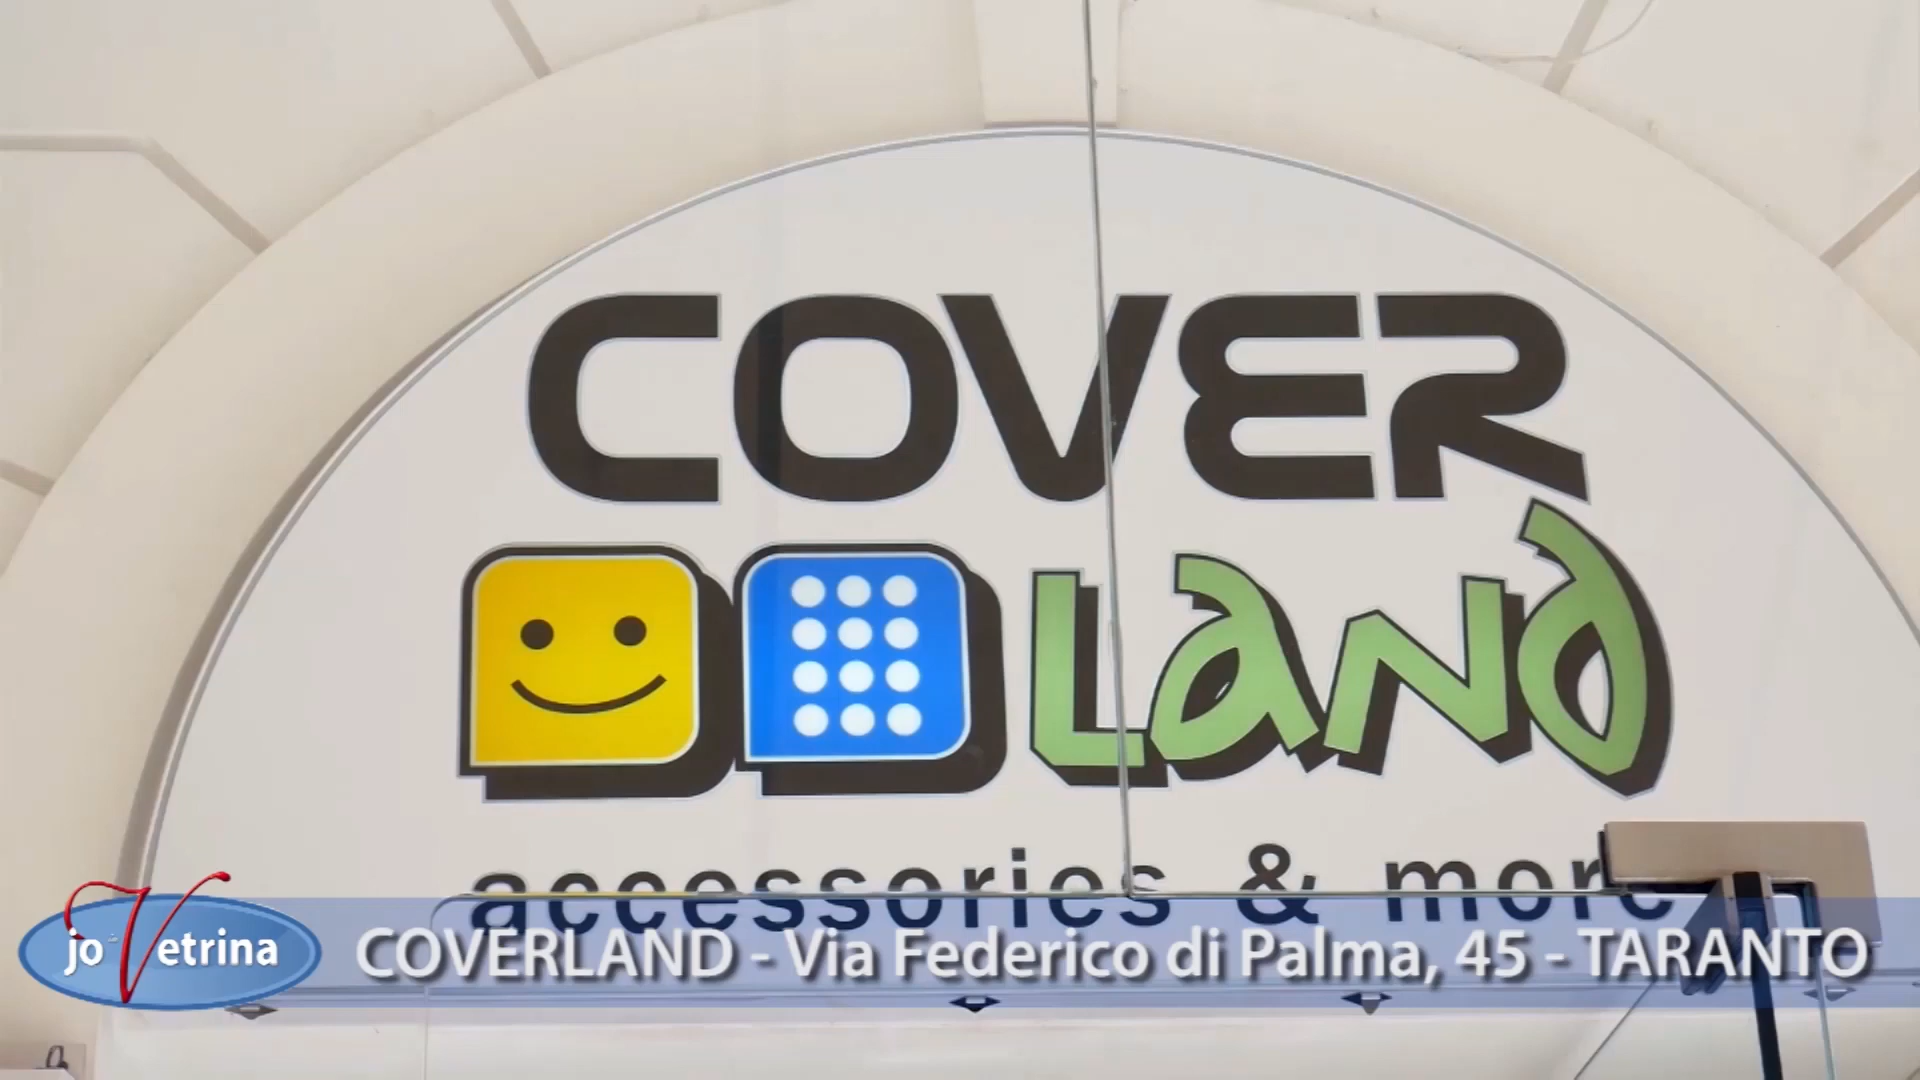 COVER
Land
accessories & more
jo Vetrina
COVERLAND - Via Federico di Palma, 45 - TARANTO